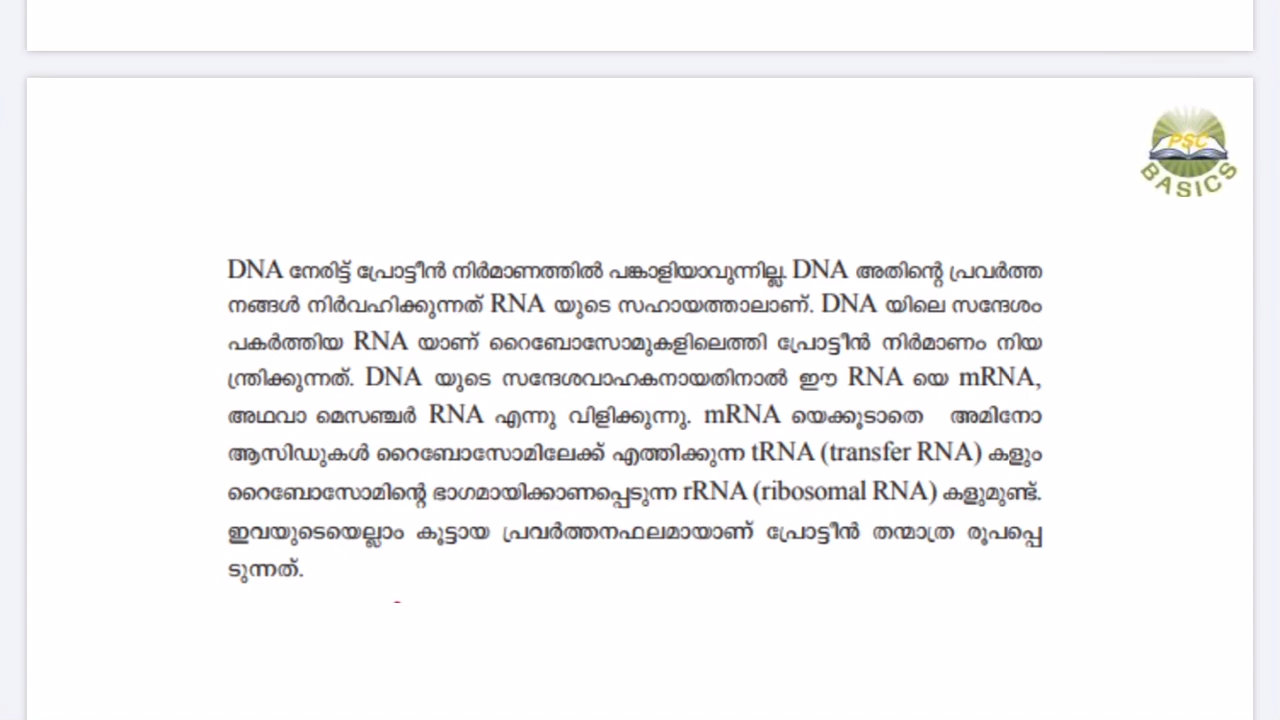 PSC
BASICS
DNA നേരിട്ട് പ്രോട്ടീൻ നിർമാണത്തിൽ പങ്കാളിയാവുന്നില്ല. DNA അതിന്റെ പ്രവർത്ത
നങ്ങൾ നിർവഹിക്കുന്നത് RNA യുടെ സഹായത്താലാണ്. DNA യിലെ സന്ദേശം
പകർത്തിയ RNA യാണ് റൈബോസോമുകളിലെത്തി പ്രോട്ടീൻ നിർമാണം നിയ
ന്ത്രിക്കുന്നത്. DNA യുടെ സന്ദേശവാഹകനായതിനാൽ ഈ RNA യെ mRNA,
അഥവാ മെസഞ്ചർ RNA എന്നു വിളിക്കുന്നു. mRNA യെക്കൂടാതെ അമിനോ
ആസിഡുകൾ റൈബോസോമിലേക്ക് എത്തിക്കുന്ന tRNA (transfer RNA) കളും
റൈബോസോമിന്റെ ഭാഗമായിക്കാണപ്പെടുന്ന rRNA (ribosomal RNA) കളുമുണ്ട്.
ഇവയുടെയെല്ലാം കൂട്ടായ പ്രവർത്തനഫലമായാണ് പ്രോട്ടീൻ തന്മാത്ര രൂപപ്പെ
ടുന്നത്.